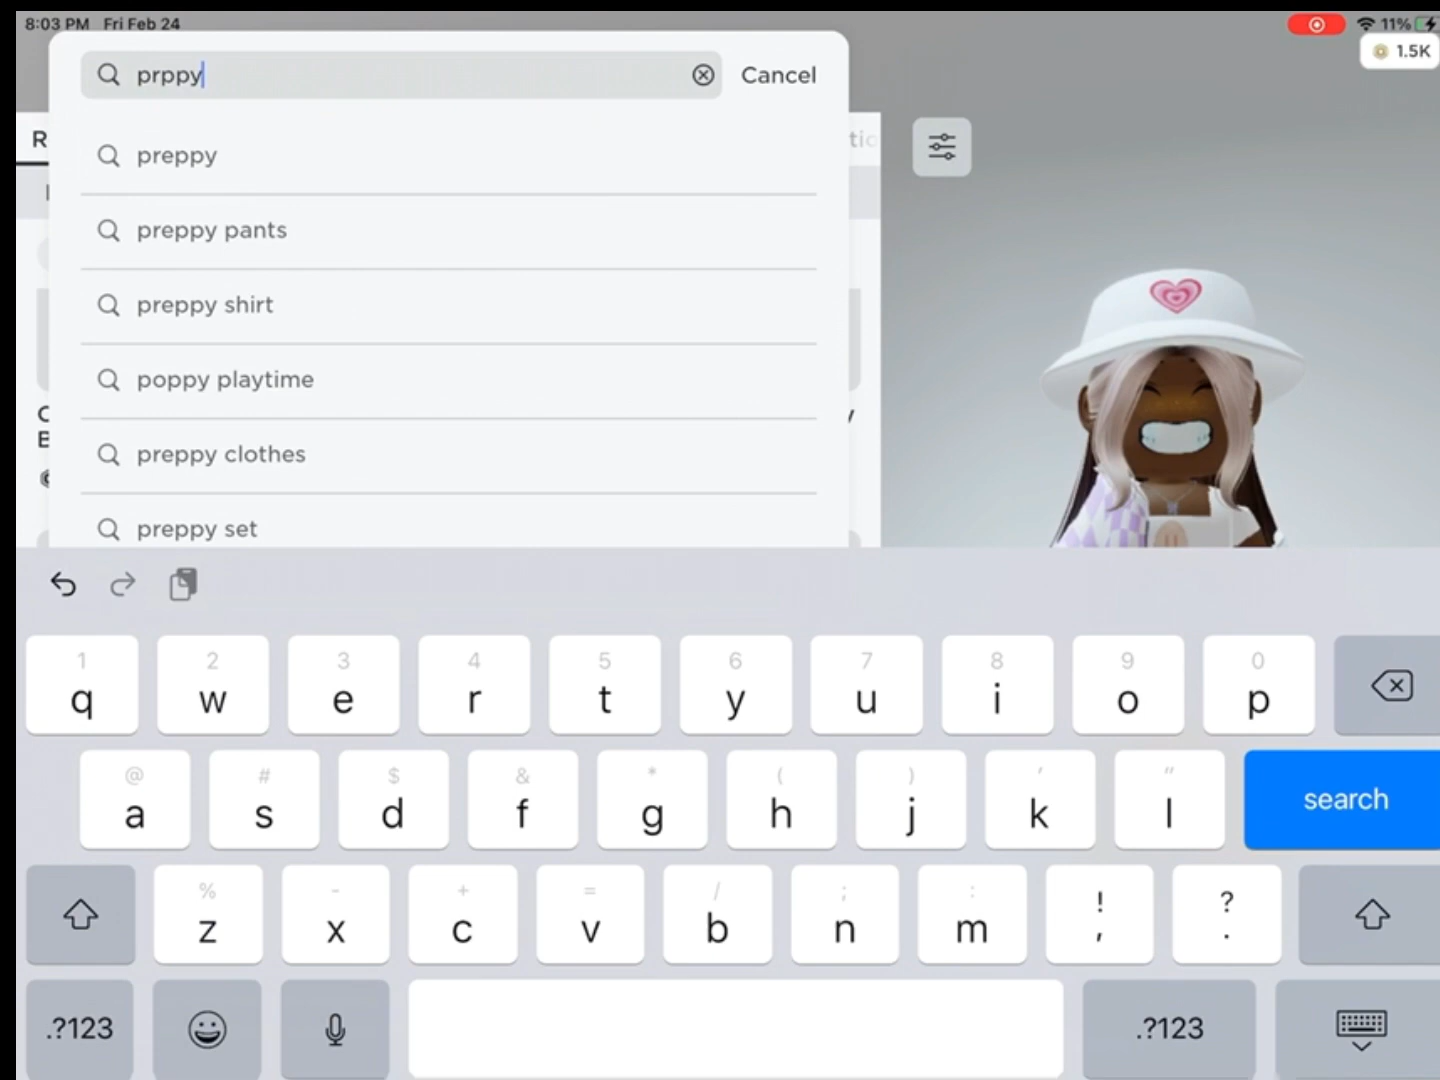 8:03 PM Fri Feb 24
11%
1.5K
prppy
Cancel
R
preppy
preppy pants
preppy shirt
poppy playtime
C
B
y
preppy clothes
preppy set
1 2 3 4 5 6 7 8 9 0
q w e r t y u i o p
@ # $ & * ( ) ' "
a s d f g h j k l
search
% - + = / ; : ! ?
z x c v b n m , .
.?123
.?123